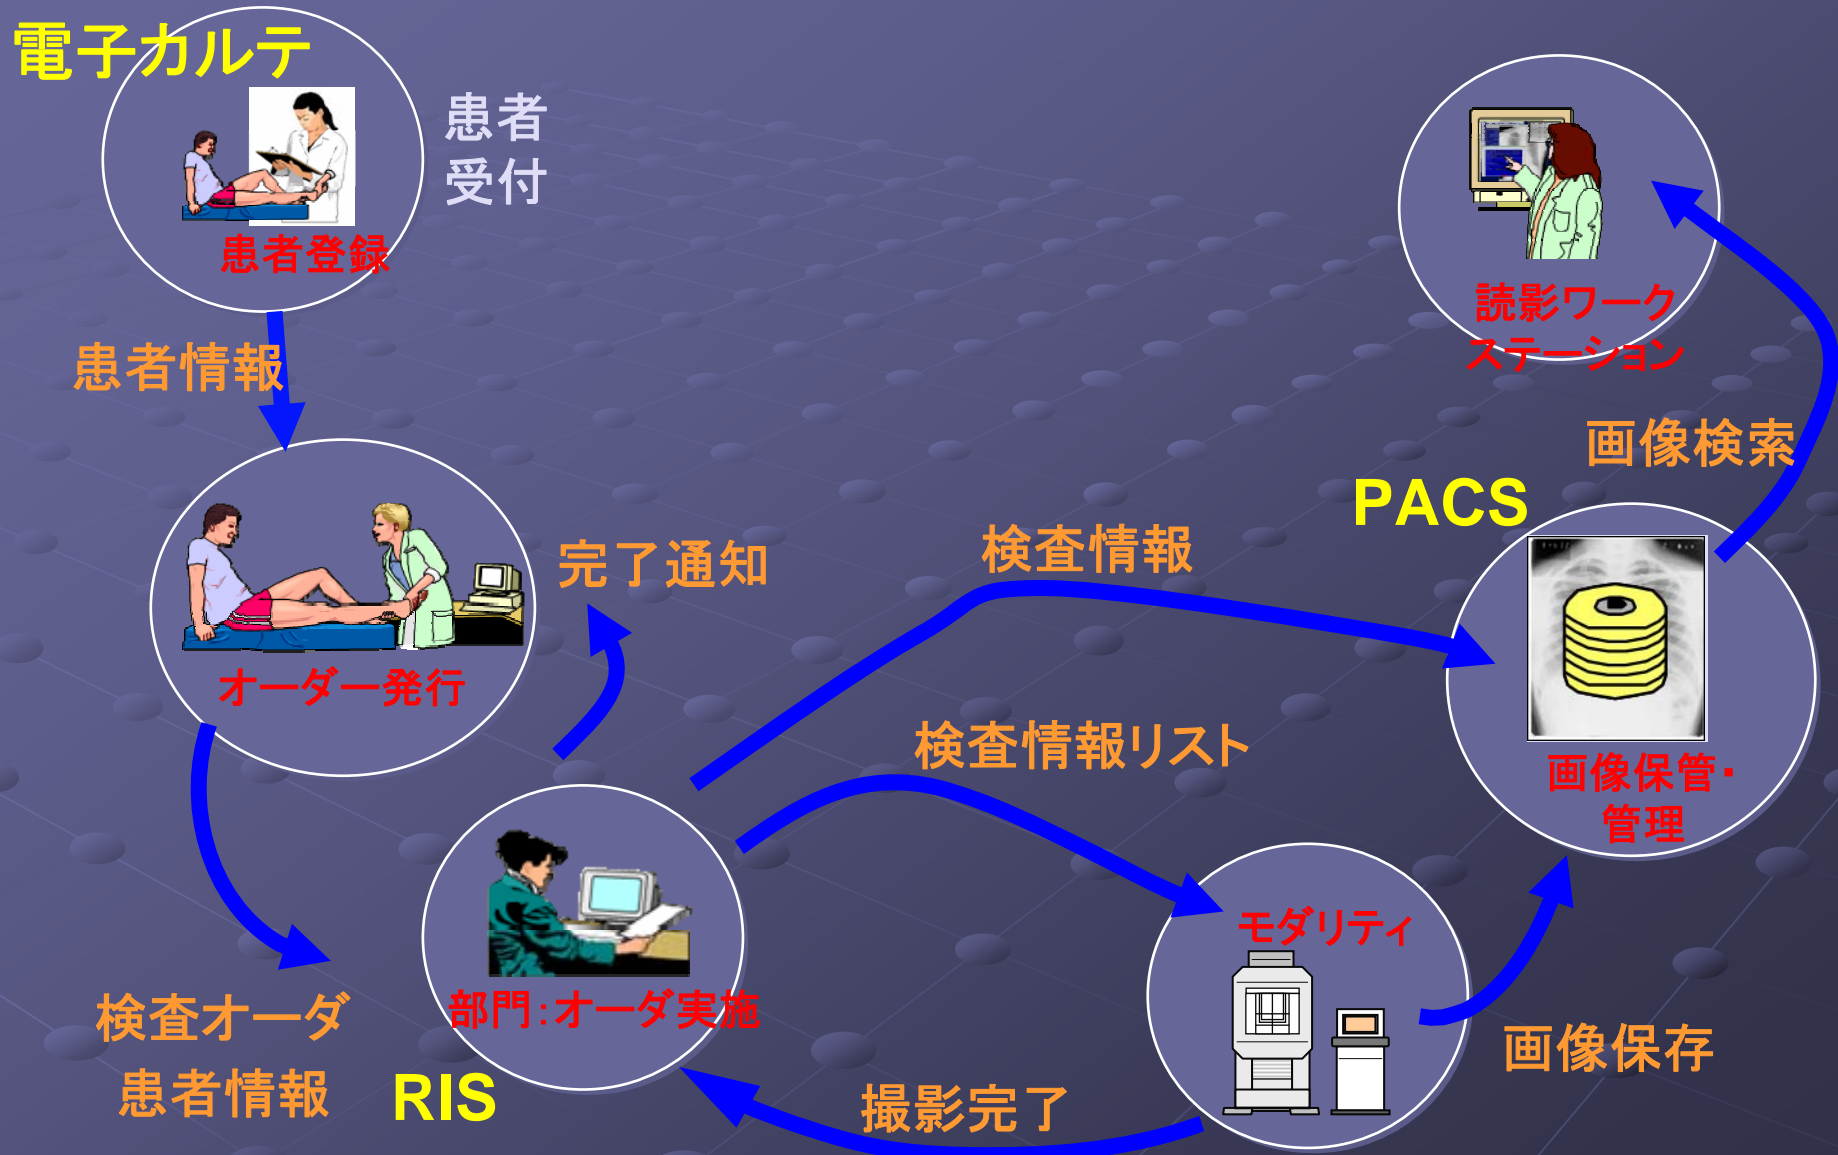 電子カルテ
患者
受付
患者登録
患者情報
オーダー発行
完了通知
検査オーダ
患者情報
RIS
部門:オーダ実施
検査情報
検査情報リスト
撮影完了
モダリティ
画像保存
PACS
画像保管・
管理
画像検索
読影ワーク
ステーション